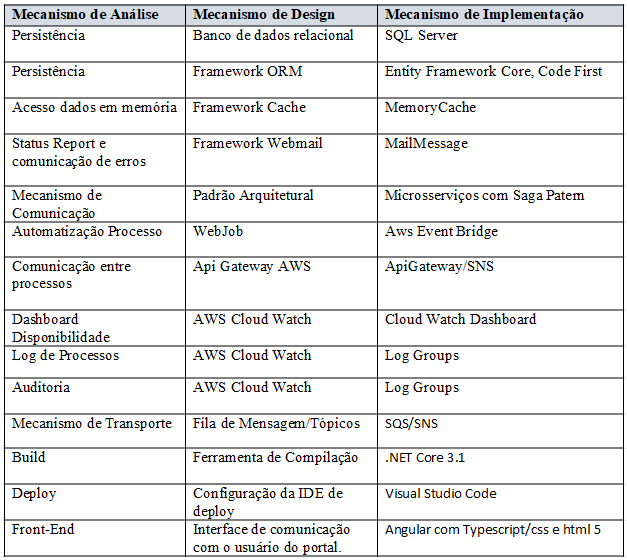 Mecanismo de Análise Mecanismo de Design Mecanismo de Implementação
Persistência Banco de dados relacional SQL Server
Persistência Framework ORM Entity Framework Core, Code First
Acesso dados em memória Framework Cache MemoryCache
Status Report e Framework Webmail MailMessage
comunicação de erros
Mecanismo de Padrão Arquitetural Microsserviços com Saga Patern
Comunicação
Automatização Processo WebJob Aws Event Bridge
Comunicação entre Api Gateway AWS ApiGateway/SNS
processos
Dashboard AWS Cloud Watch Cloud Watch Dashboard
Disponibilidade
Log de Processos AWS Cloud Watch Log Groups
Auditoria AWS Cloud Watch Log Groups
Mecanismo de Transporte Fila de Mensagem/Tópicos SQS/SNS
Build Ferramenta de Compilação .NET Core 3.1
Deploy Configuração da IDE de Visual Studio Code
deploy
Front-End Interface de comunicação Angular com Typescript/css e html 5
com o usuário do portal.